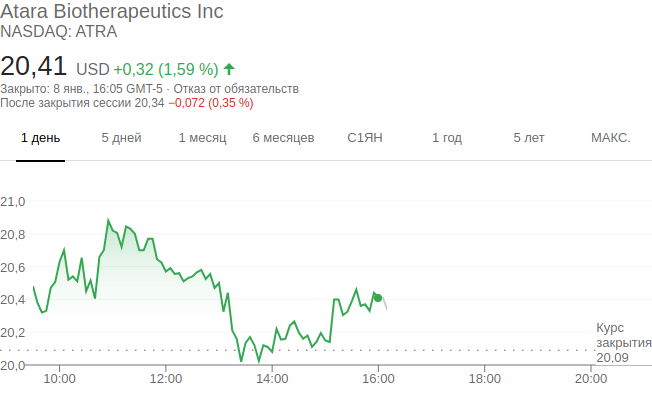 Atara Biotherapeutics Inc
NASDAQ: ATRA
20,41 USD +0,32 (1,59 %)
Закрыто: 8 янв., 16:05 GMT-5 · Отказ от обязательств
После закрытия сессии 20,34 −0,072 (0,35 %)
1 день 5 дней 1 месяц 6 месяцев С1ЯН 1 год 5 лет МАКС.
21,0
20,8
20,6
20,4
20,2
20,0
Курс
закрытия
20,09
10:00 12:00 14:00 16:00 18:00 20:00